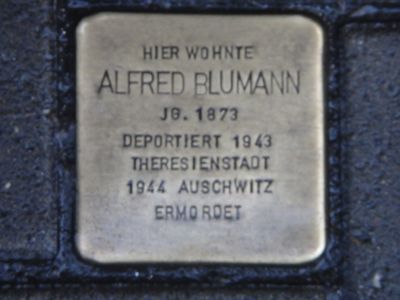 HIER WOHNTE
ALFRED BLUMANN
JG. 1873
DEPORTIERT 1943
THERESIENSTADT
1944 AUSCHWITZ
ERMORDET